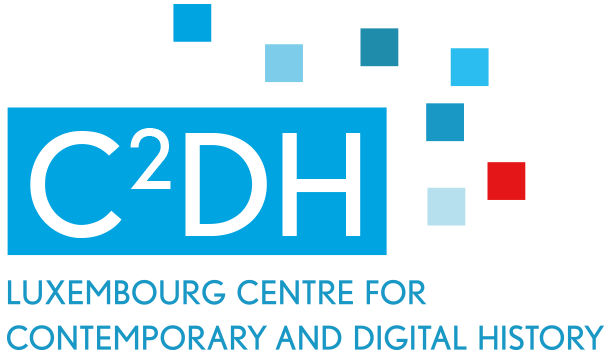 C²DH
LUXEMBOURG CENTRE FOR
CONTEMPORARY AND DIGITAL HISTORY